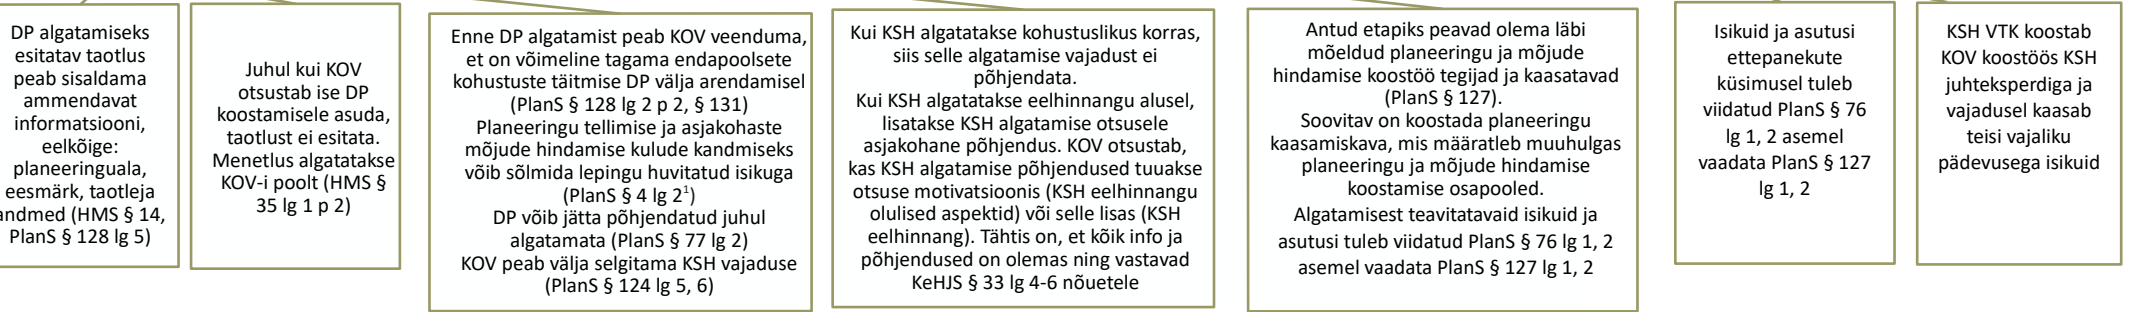 DP algatamiseks
esitatav taotlus
peab sisaldama
ammendavat
informatsiooni,
eelkõige:
planeeringuala,
eesmärk, taotleja
andmed (HMS § 14,
PlanS § 128 lg 5)
Juhul kui KOV
otsustab ise DP
koostamisele asuda,
taotlust ei esitata.
Menetlus algatatakse
KOV-i poolt (HMS §
35 lg 1 p 2)
Enne DP algatamist peab KOV veenduma,
et on võimeline tagama endapoolsete
kohustuste täitmise DP välja arendamisel
(PlanS § 128 lg 2 p 2, § 131)
Planeeringu tellimise ja asjakohaste
mõjude hindamise kulude kandmiseks
võib sõlmida lepingu huvitatud isikuga
(PlanS § 4 lg 2¹)
DP võib jätta põhjendatud juhul
algatamata (PlanS § 77 lg 2)
KOV peab välja selgitama KSH vajaduse
(PlanS § 124 lg 5, 6)
Kui KSH algatatakse kohustuslikus korras,
siis selle algatamise vajadust ei
põhjendata.
Kui KSH algatatakse eelhinnangu alusel,
lisatakse KSH algatamise otsusele
asjakohane põhjendus. KOV otsustab,
kas KSH algatamise põhjendused tuuakse
otsuse motivatsioonis (KSH eelhinnangu
olulised aspektid) või selle lisas (KSH
eelhinnang). Tähtis on, et kõik info ja
põhjendused on olemas ning vastavad
KeHJS § 33 lg 4-6 nõuetele
Antud etapiks peavad olema läbi
mõeldud planeeringu ja mõjude
hindamise koostöö tegijad ja kaasatavad
(PlanS § 127).
Soovitav on koostada planeeringu
kaasamiskava, mis määratleb muuhulgas
planeeringu ja mõjude hindamise
koostamise osapooled.
Algatamisest teavitatavaid isikuid ja
asutusi tuleb viidatud PlanS § 76 lg 1, 2
asemel vaadata PlanS § 127 lg 1, 2
Isikuid ja asutusi
ettepanekute
küsimusel tuleb
viidatud PlanS § 76
lg 1, 2 asemel
vaadata PlanS § 127
lg 1, 2
KSH VTK koostab
KOV koostöös KSH
juhteksperdiga ja
vajadusel kaasab
teisi vajaliku
pädevusega isikuid